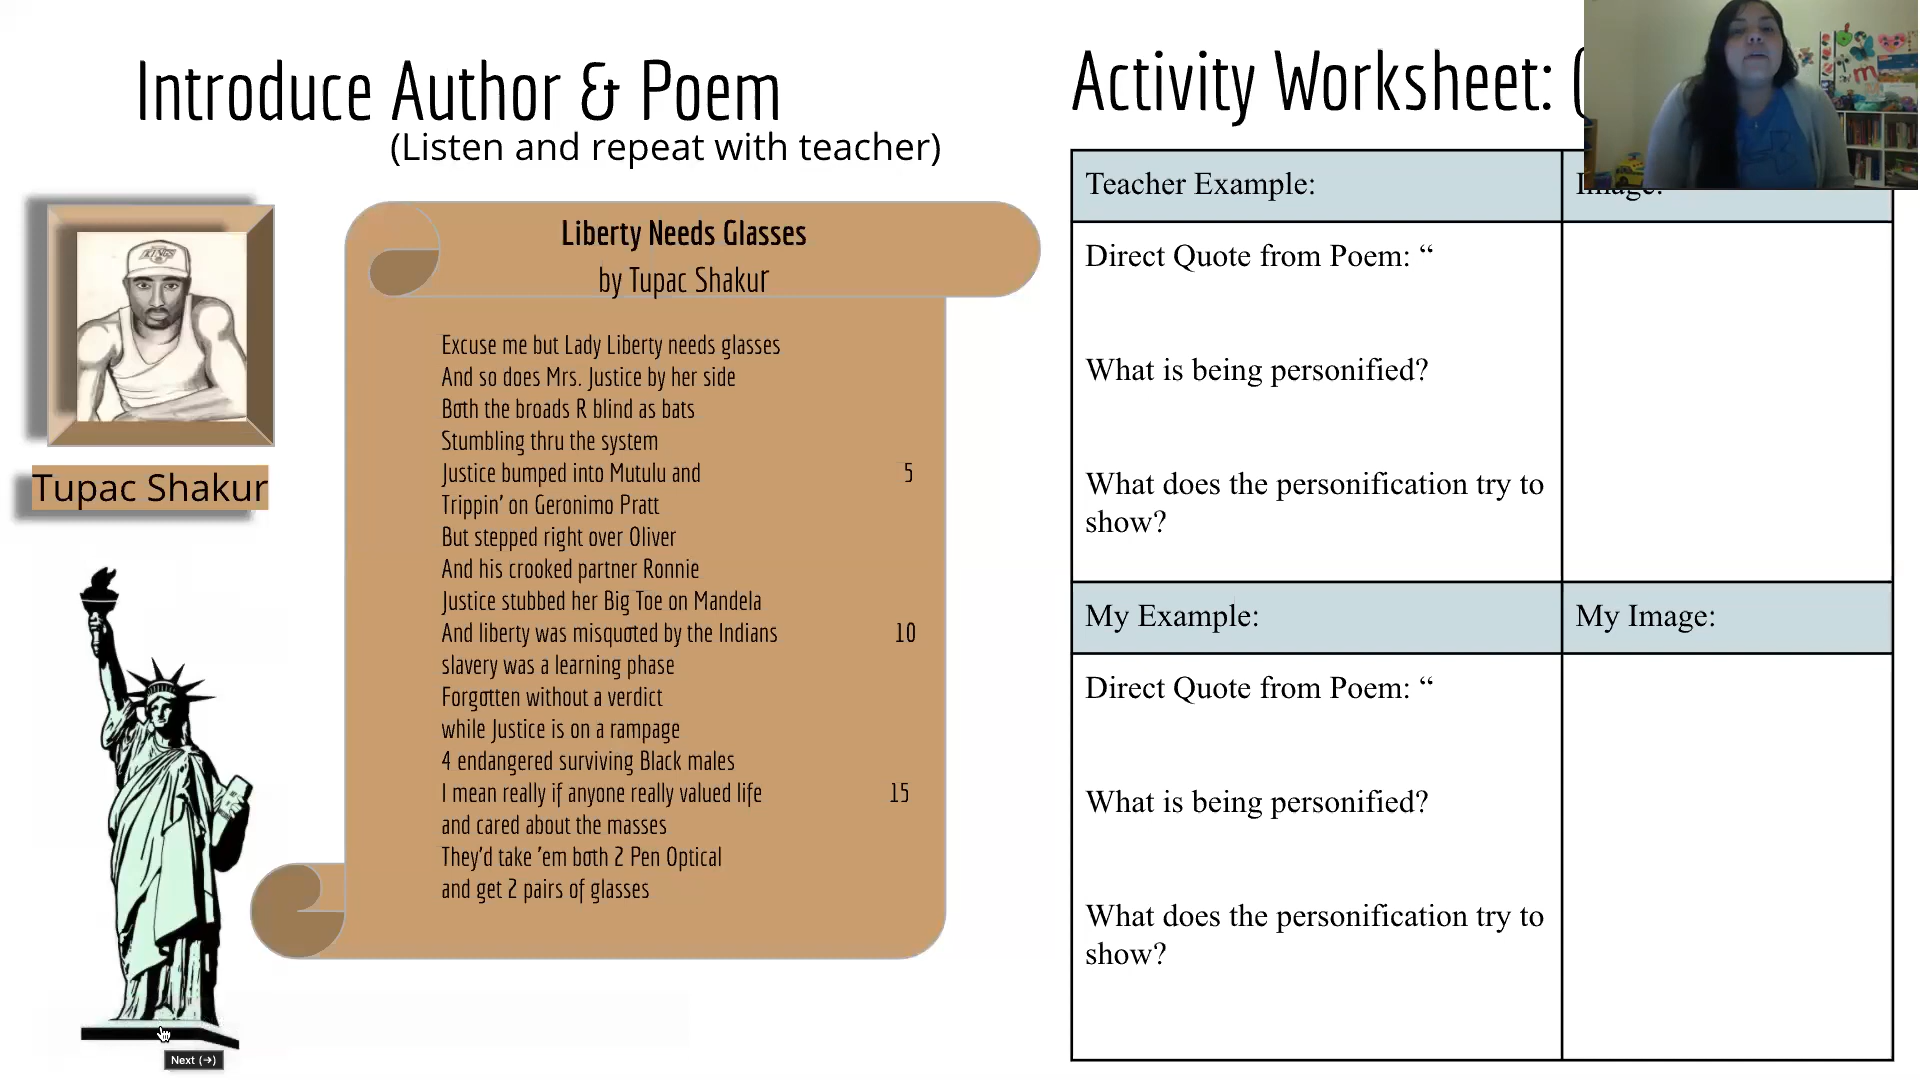 Introduce Author & Poem
(Listen and repeat with teacher)
KINGS
Tupac Shakur
Liberty Needs Glasses
by Tupac Shakur
Excuse me but Lady Liberty needs glasses
And so does Mrs. Justice by her side
Both the broads R blind as bats
Stumbling thru the system
Justice bumped into Mutulu and 5
Trippin' on Geronimo Pratt
But stepped right over Oliver
And his crooked partner Ronnie
Justice stubbed her Big Toe on Mandela
And liberty was misquoted by the Indians 10
slavery was a learning phase
Forgotten without a verdict
while Justice is on a rampage
4 endangered surviving Black males
I mean really if anyone really valued life 15
and cared about the masses
They'd take 'em both 2 Pen Optical
and get 2 pairs of glasses
Next (→)
Activity Worksheet: (
Teacher Example:
Image:
Direct Quote from Poem: “
What is being personified?
What does the personification try to
show?
My Example:
My Image:
Direct Quote from Poem: “
What is being personified?
What does the personification try to
show?